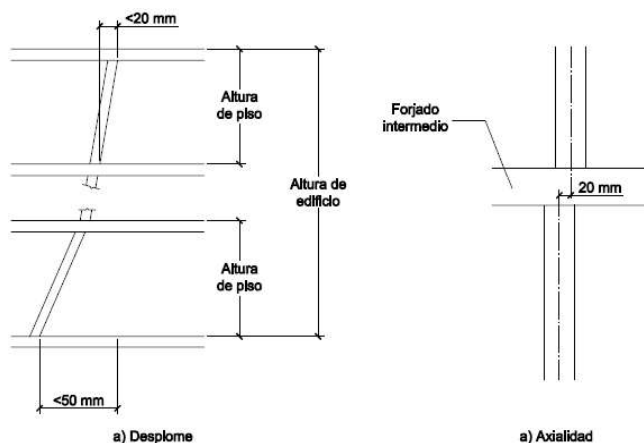 <20 mm
Altura
de piso
Altura de
edificio
Altura
de piso
<50 mm
a) Desplome
Forjado
intermedio
20 mm
a) Axialidad